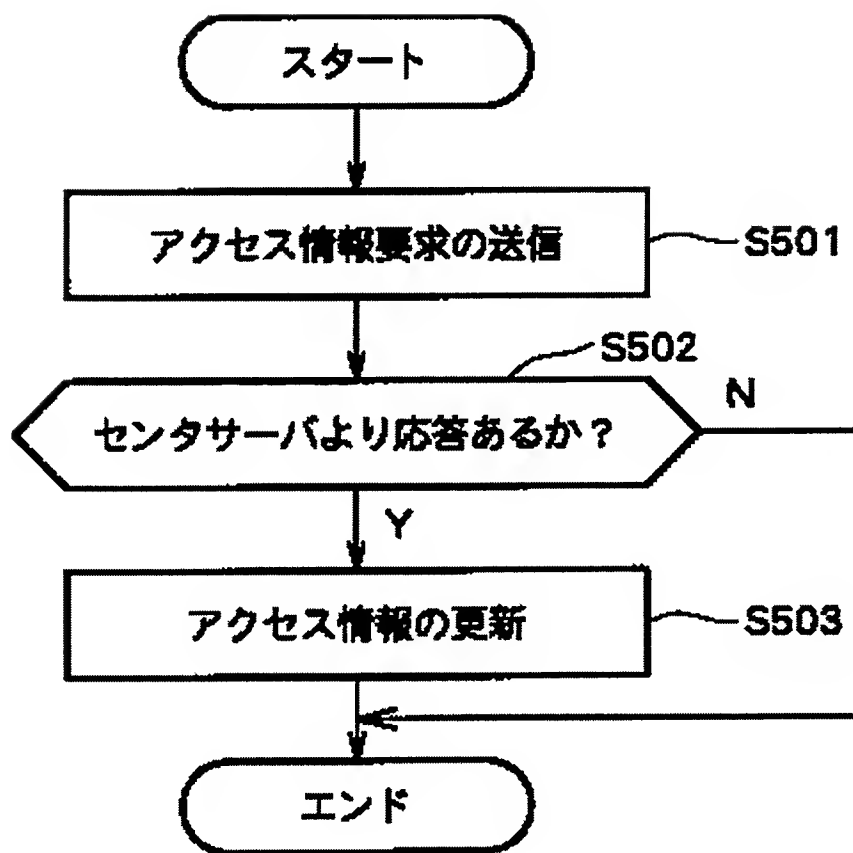 スタート
アクセス情報要求の送信
S501
S502
センタサーバより応答あるか？
N
Y
アクセス情報の更新
S503
エンド